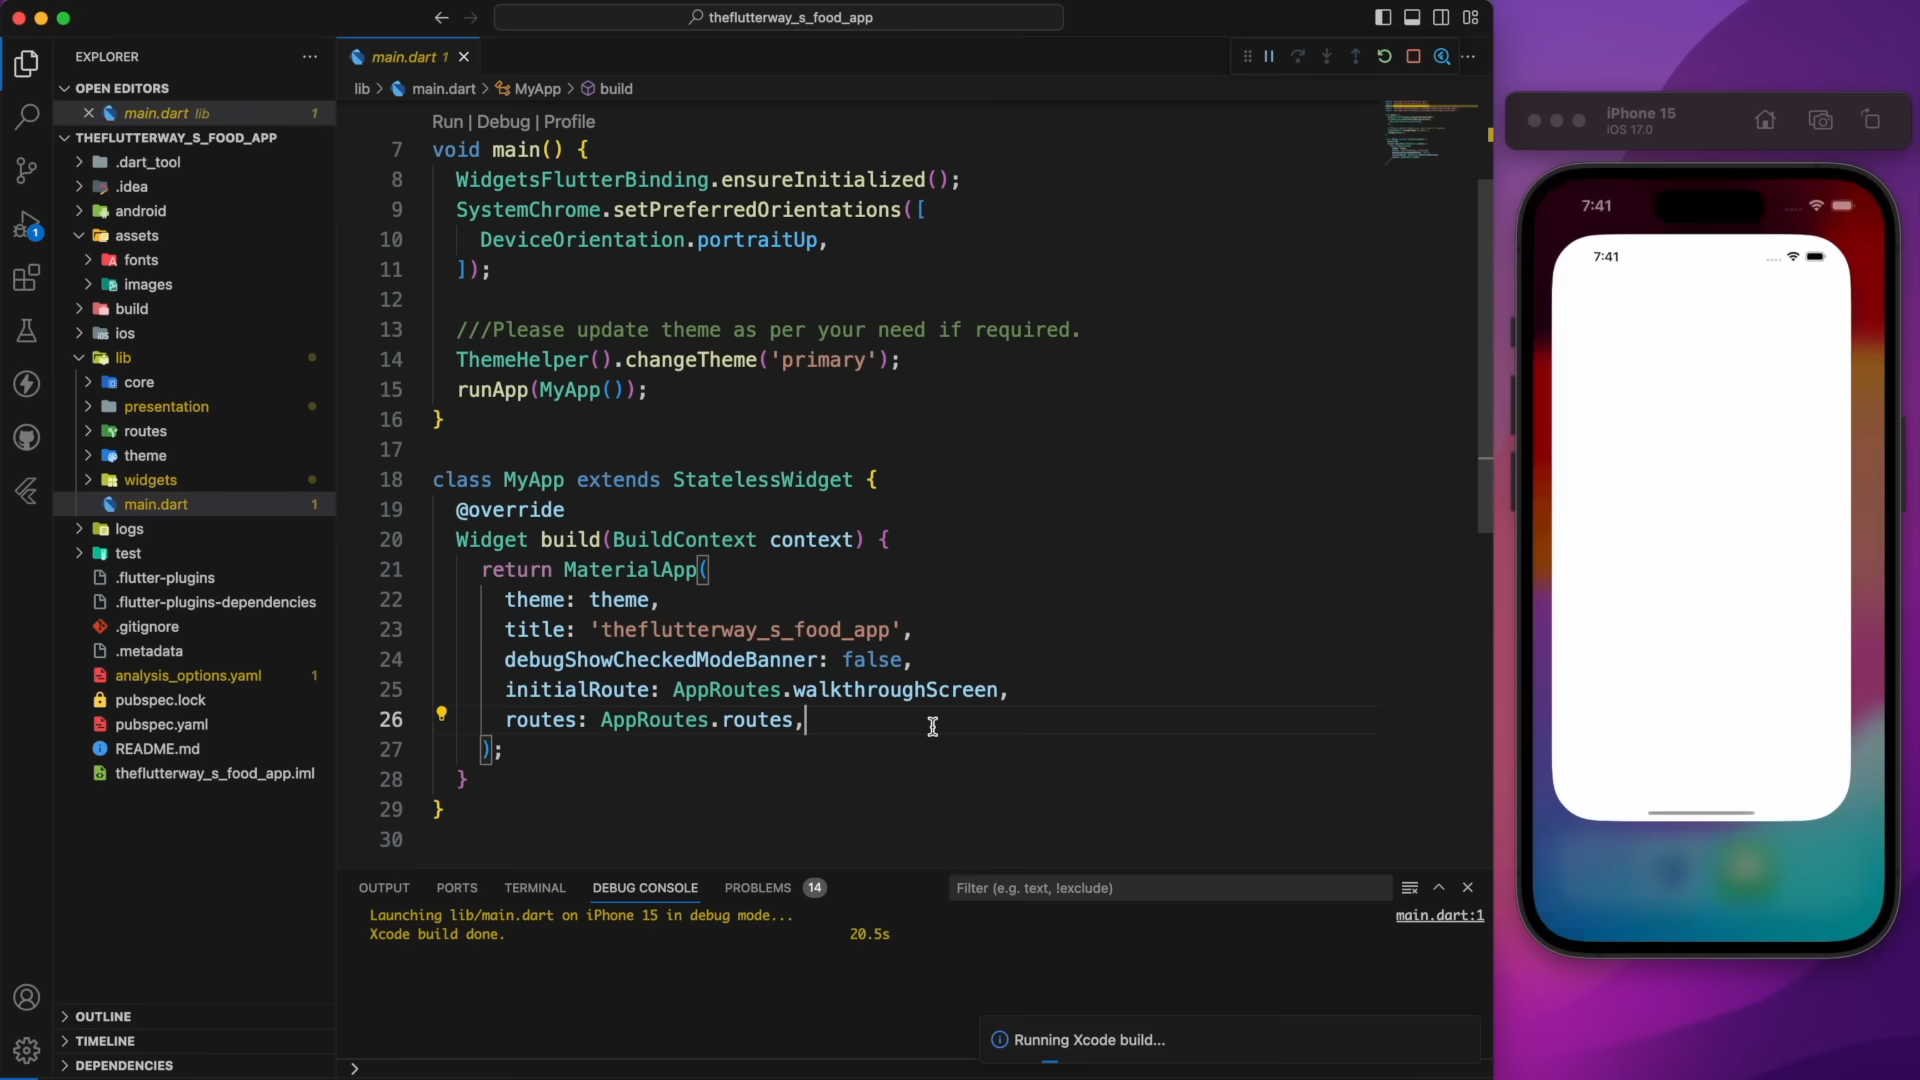 theflutterway_s_food_app
EXPLORER
OPEN EDITORS
main.dart lib 1
THEFLUTTERWAY_S_FOOD_APP
.dart_tool
.idea
android
assets
fonts
images
build
ios
lib
core
presentation
routes
theme
widgets
main.dart 1
logs
test
.flutter-plugins
.flutter-plugins-dependencies
.gitignore
.metadata
analysis_options.yaml 1
pubspec.lock
pubspec.yaml
README.md
theflutterway_s_food_app.iml
OUTLINE
TIMELINE
DEPENDENCIES
1
main.dart 1
lib > main.dart > MyApp > build
Run | Debug | Profile
7 void main() {
8 WidgetsFlutterBinding.ensureInitialized();
9 SystemChrome.setPreferredOrientations([
10 DeviceOrientation.portraitUp,
11 ]);
12
13 ///Please update theme as per your need if required.
14 ThemeHelper().changeTheme('primary');
15 runApp(MyApp());
16 }
17
18 class MyApp extends StatelessWidget {
19 @override
20 Widget build(BuildContext context) {
21 return MaterialApp(
22 theme: theme,
23 title: 'theflutterway_s_food_app',
24 debugShowCheckedModeBanner: false,
25 initialRoute: AppRoutes.walkthroughScreen,
26 routes: AppRoutes.routes,
27 );
28 }
29 }
30
OUTPUT PORTS TERMINAL DEBUG CONSOLE PROBLEMS 14 Filter (e.g. text, !exclude)
Launching lib/main.dart on iPhone 15 in debug mode... main.dart:1
Xcode build done. 20.5s
Running Xcode build...
iPhone 15
iOS 17.0
7:41
7:41